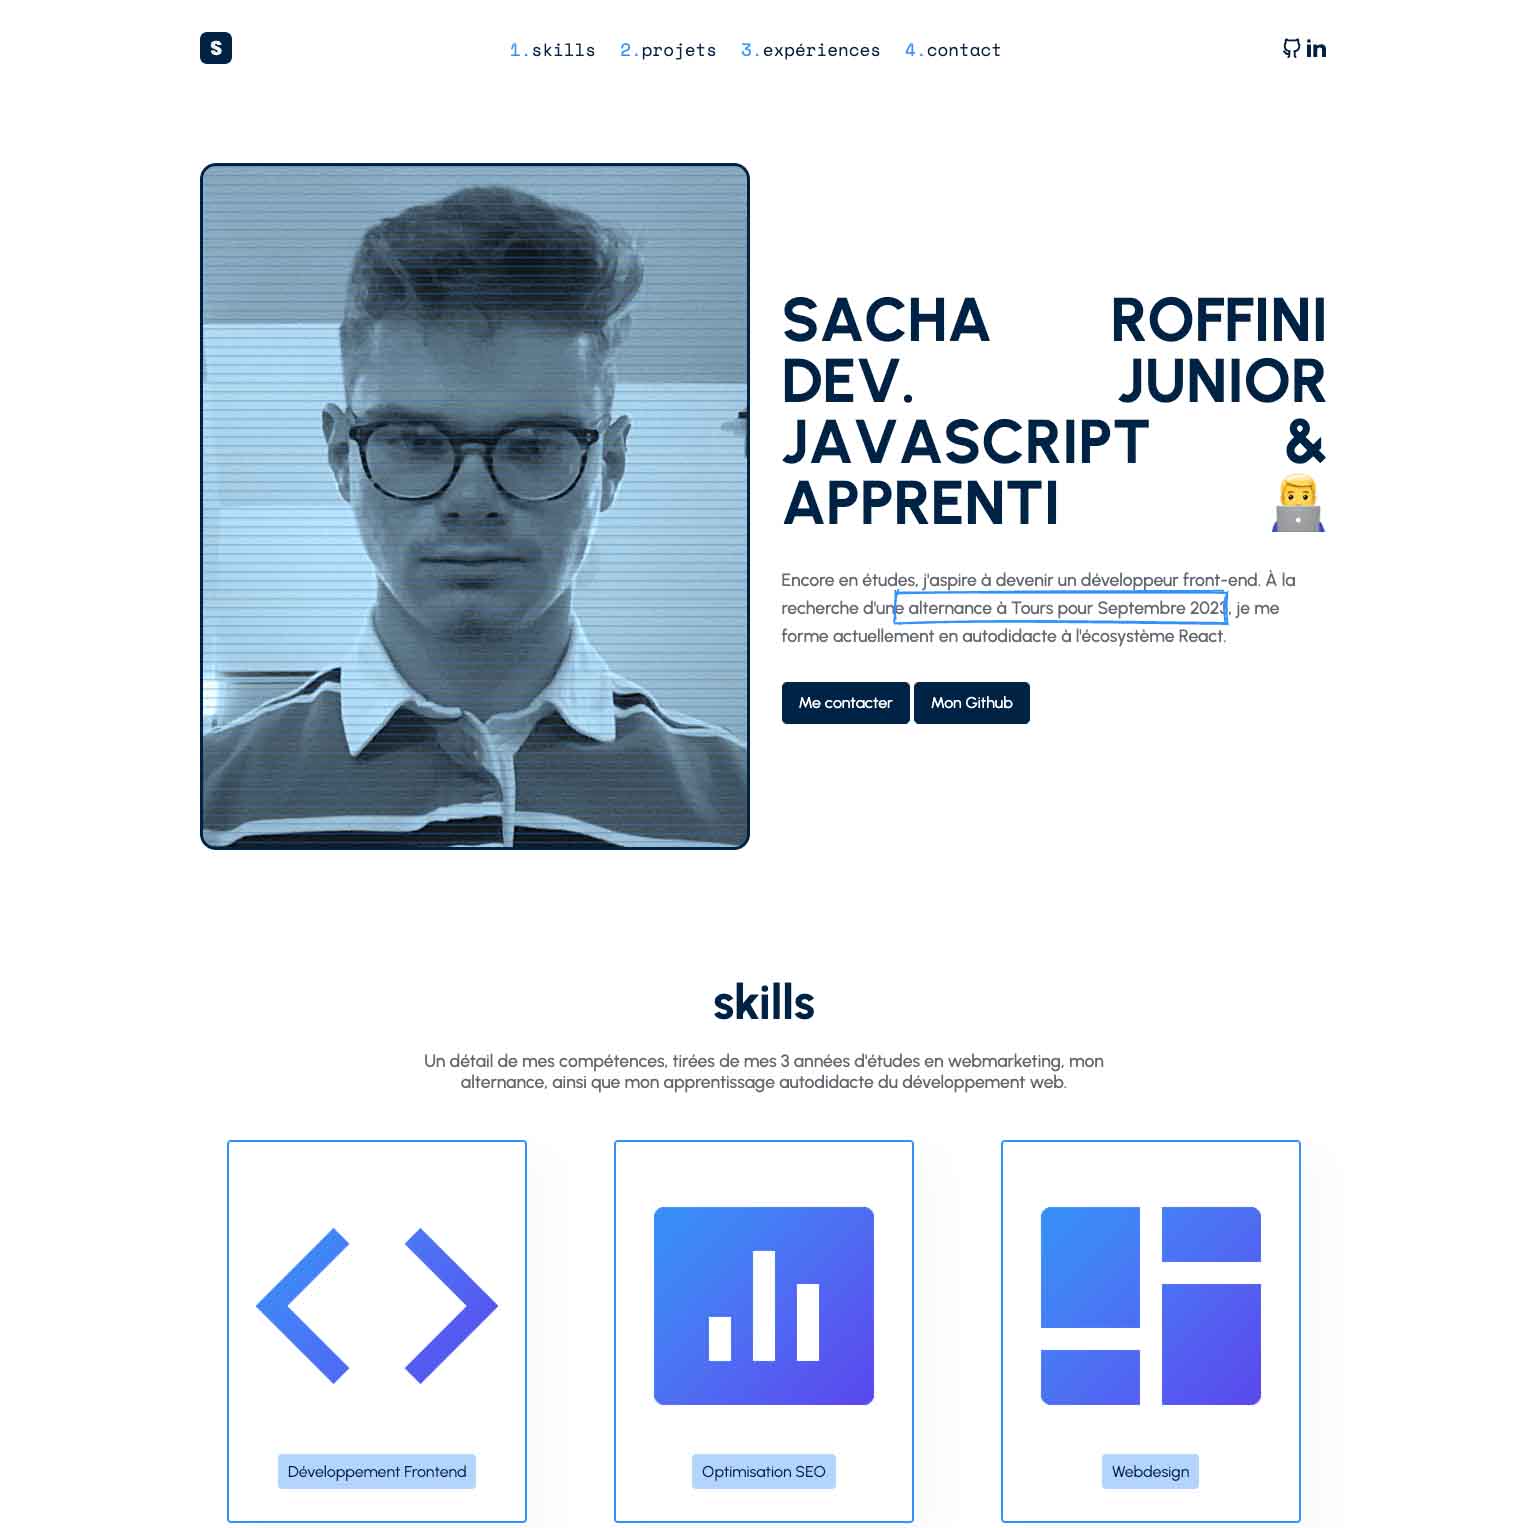 S
1.skills 2.projets 3.expériences 4.contact
in
SACHA ROFFINI
DEV. JUNIOR
JAVASCRIPT &
APPRENTI
Encore en études, j'aspire à devenir un développeur front-end. À la
recherche d'une alternance à Tours pour Septembre 2023, je me
forme actuellement en autodidacte à l'écosystème React.
Me contacter Mon Github
skills
Un détail de mes compétences, tirées de mes 3 années d'études en webmarketing, mon
alternance, ainsi que mon apprentissage autodidacte du développement web.
Développement Frontend
Optimisation SEO
Webdesign